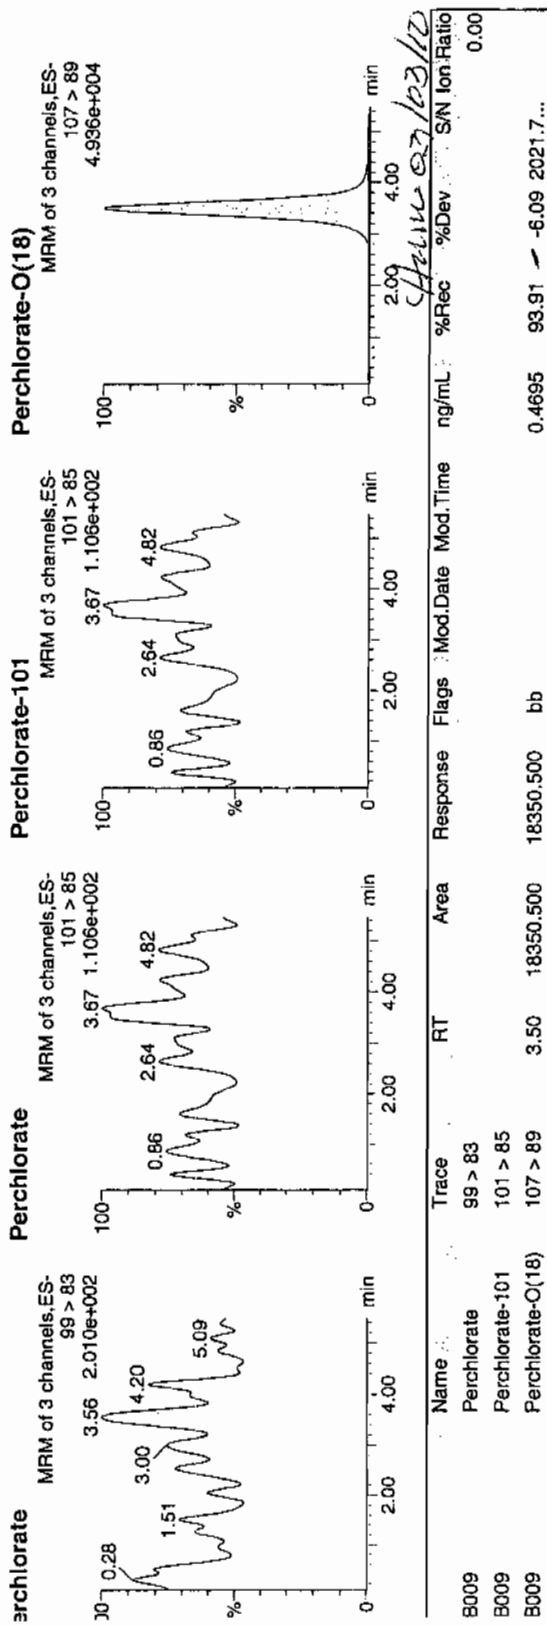 erchlorate
MRM of 3 channels,ES-
99 > 83
3.56 2.010e+002
0.28
1.51
3.00
4.20
5.09
%
0
2.00
4.00
min
Perchlorate
MRM of 3 channels,ES-
101 > 85
3.67 1.106e+002
100
0.86
2.64
4.82
%
0
2.00
4.00
min
Perchlorate-101
MRM of 3 channels,ES-
101 > 85
3.67 1.106e+002
100
0.86
2.64
4.82
%
0
2.00
4.00
min
Perchlorate-O(18)
MRM of 3 channels,ES-
107 > 89
4.936e+004
100
%
0
2.00
4.00
min
Name Trace RT Area Response Flags Mod.Date Mod.Time ng/mL %Rec %Dev S/N Ion Ratio
B009 Perchlorate 99 > 83 0.00
B009 Perchlorate-101 101 > 85
B009 Perchlorate-O(18) 107 > 89 3.50 18350.500 18350.500 bb 0.4695 93.91 -6.09 2021.7...